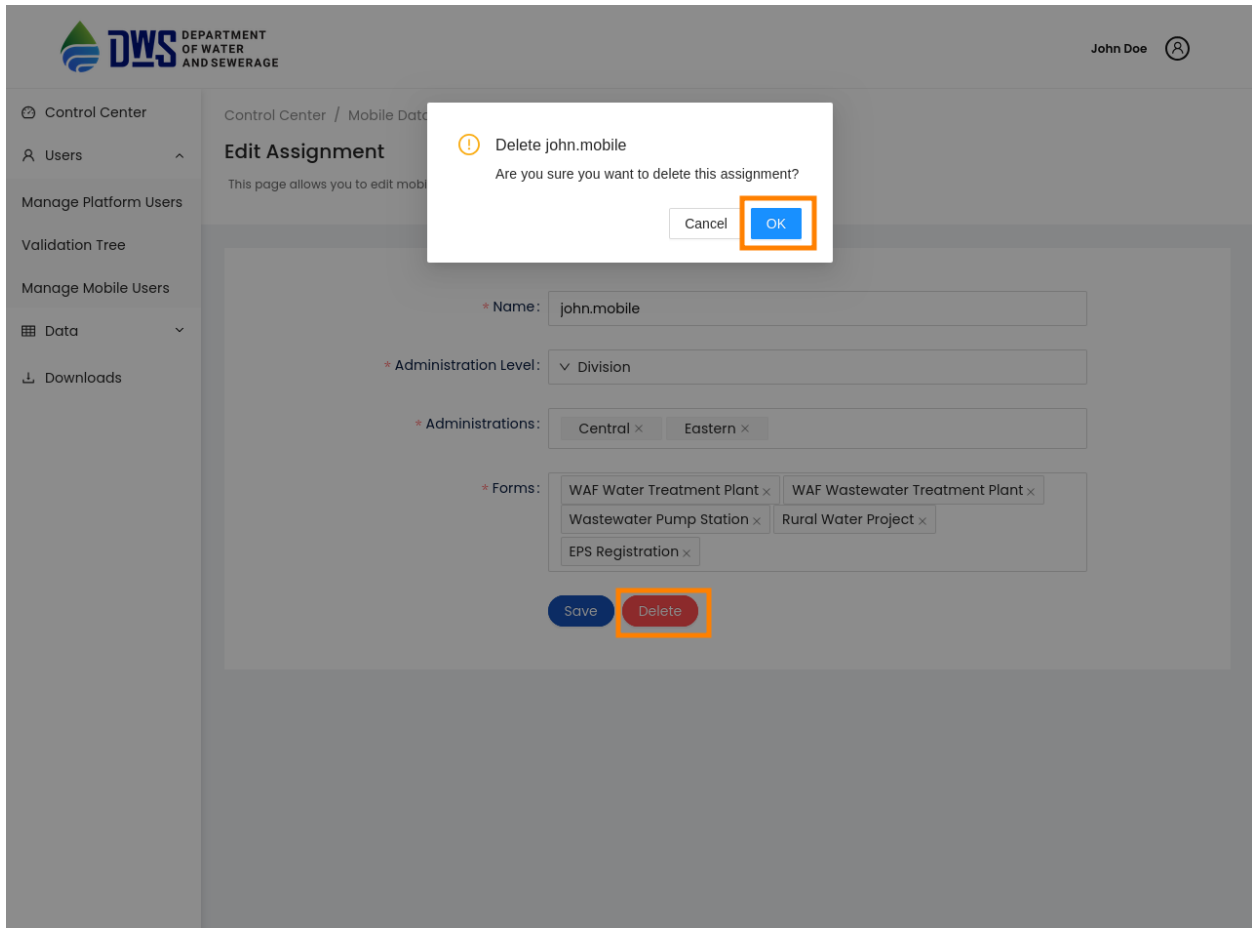 DWS DEPARTMENT
OF WATER
AND SEWERAGE
John Doe
Control Center
Users
Manage Platform Users
Validation Tree
Manage Mobile Users
Data
Downloads
Control Center / Mobile Data
Edit Assignment
This page allows you to edit mobi
Delete john.mobile
Are you sure you want to delete this assignment?
Cancel OK
* Name: john.mobile
* Administration Level: Division
* Administrations: Central × Eastern ×
* Forms: WAF Water Treatment Plant × WAF Wastewater Treatment Plant ×
Wastewater Pump Station × Rural Water Project ×
EPS Registration ×
Save Delete